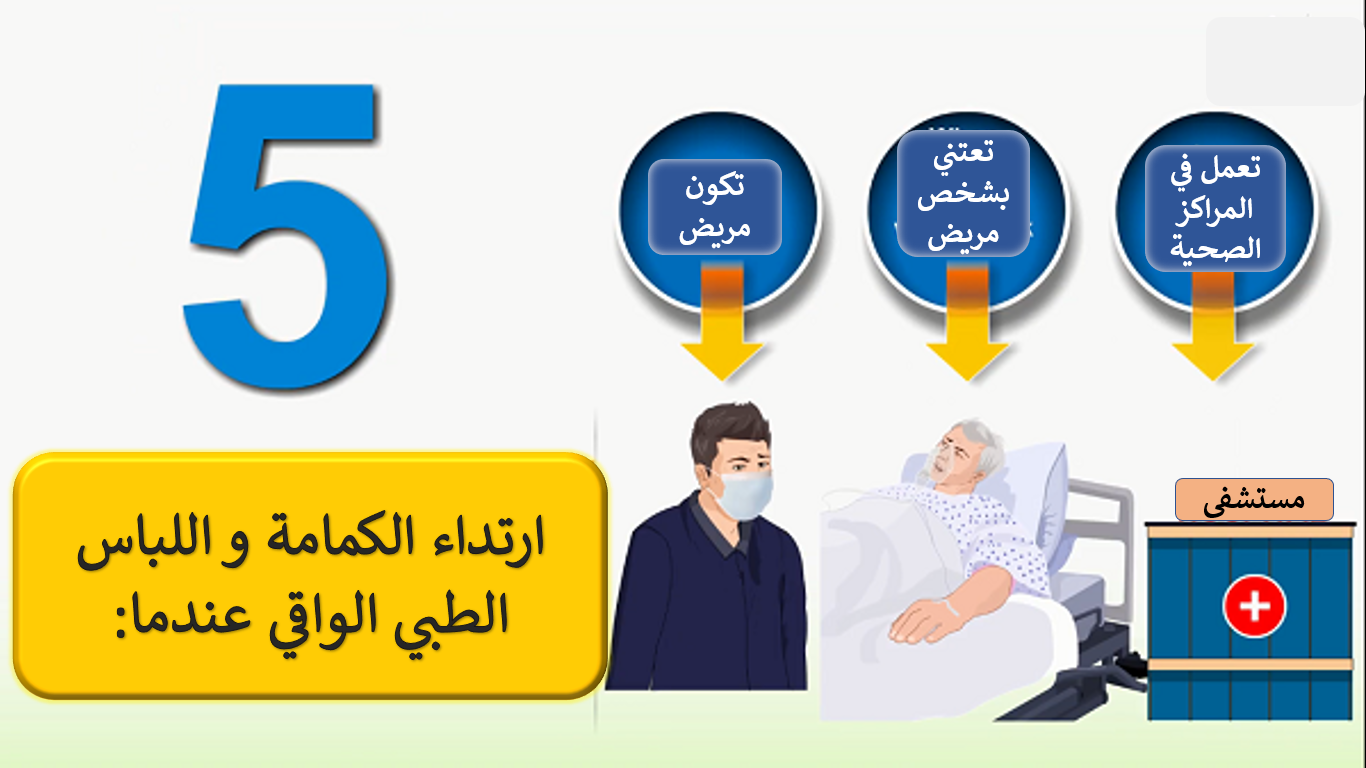 5
ارتداء الكمامة و اللباس
الطبي الواقي عندما:
تعمل في
المراكز
الصحية
تعتني
بشخص
مريض
تكون
مريض
مستشفى